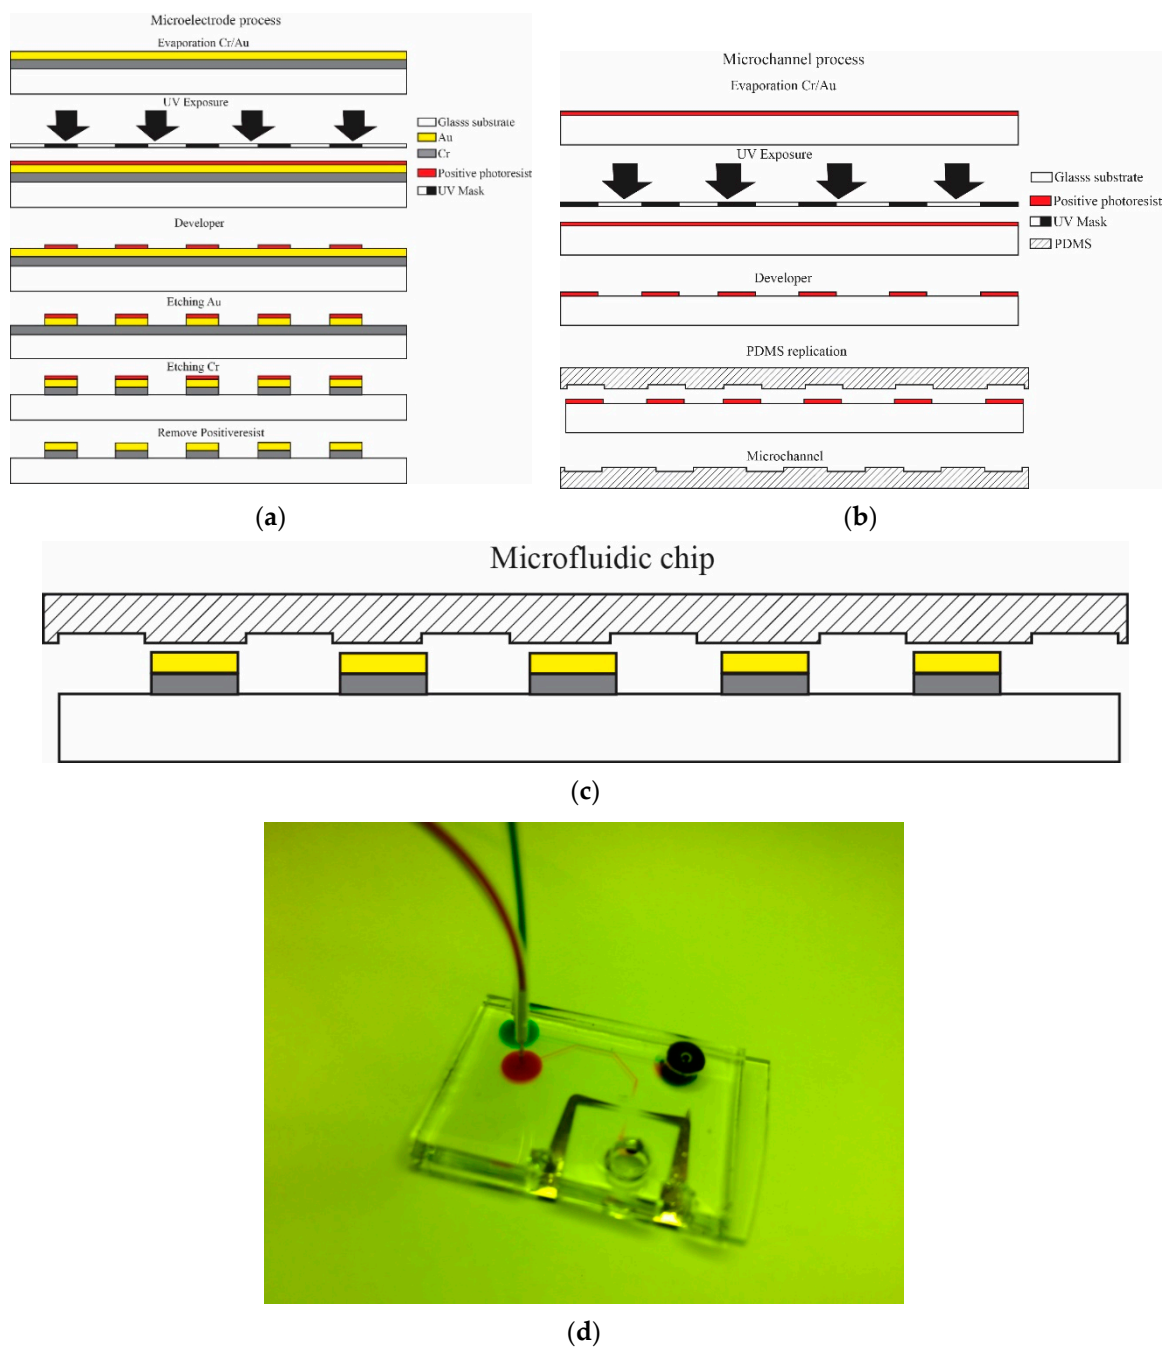 Microelectrode process
Evaporation Cr/Au
UV Exposure
Glasss substrate
Au
Cr
Positive photoresist
UV Mask
Developer
Etching Au
Etching Cr
Remove Positiveresist
(a)
Microchannel process
Evaporation Cr/Au
UV Exposure
Glasss substrate
Positive photoresist
UV Mask
PDMS
Developer
PDMS replication
Microchannel
(b)
Microfluidic chip
(c)
(d)